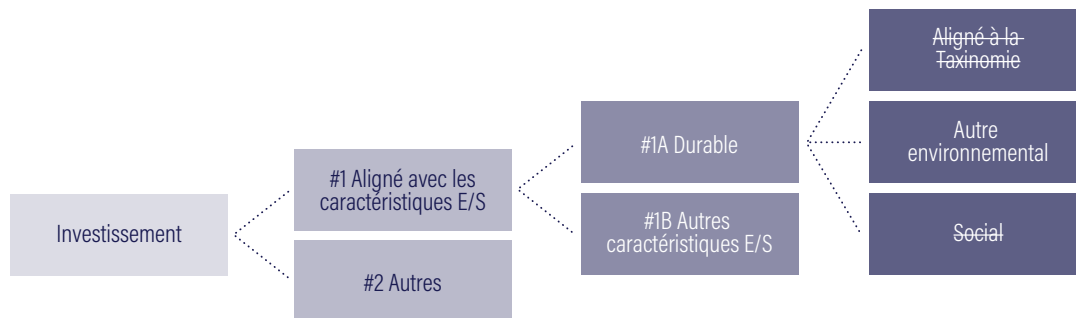 Investissement
#1 Aligné avec les
caractéristiques E/S
#2 Autres
#1A Durable
#1B Autres
caractéristiques E/S
Aligné à la
Taxinomie
Autre
environnemental
Social